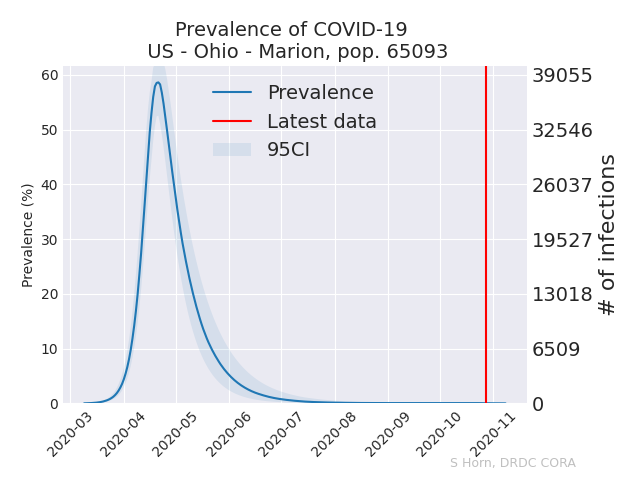 Prevalence of COVID-19
US - Ohio - Marion, pop. 65093
Prevalence
Latest data
95CI
Prevalence (%)
60
50
40
30
20
10
0
39055
32546
26037
19527
13018
6509
0
# of infections
2020-03
2020-04
2020-05
2020-06
2020-07
2020-08
2020-09
2020-10
2020-11
S Horn, DRDC CORA